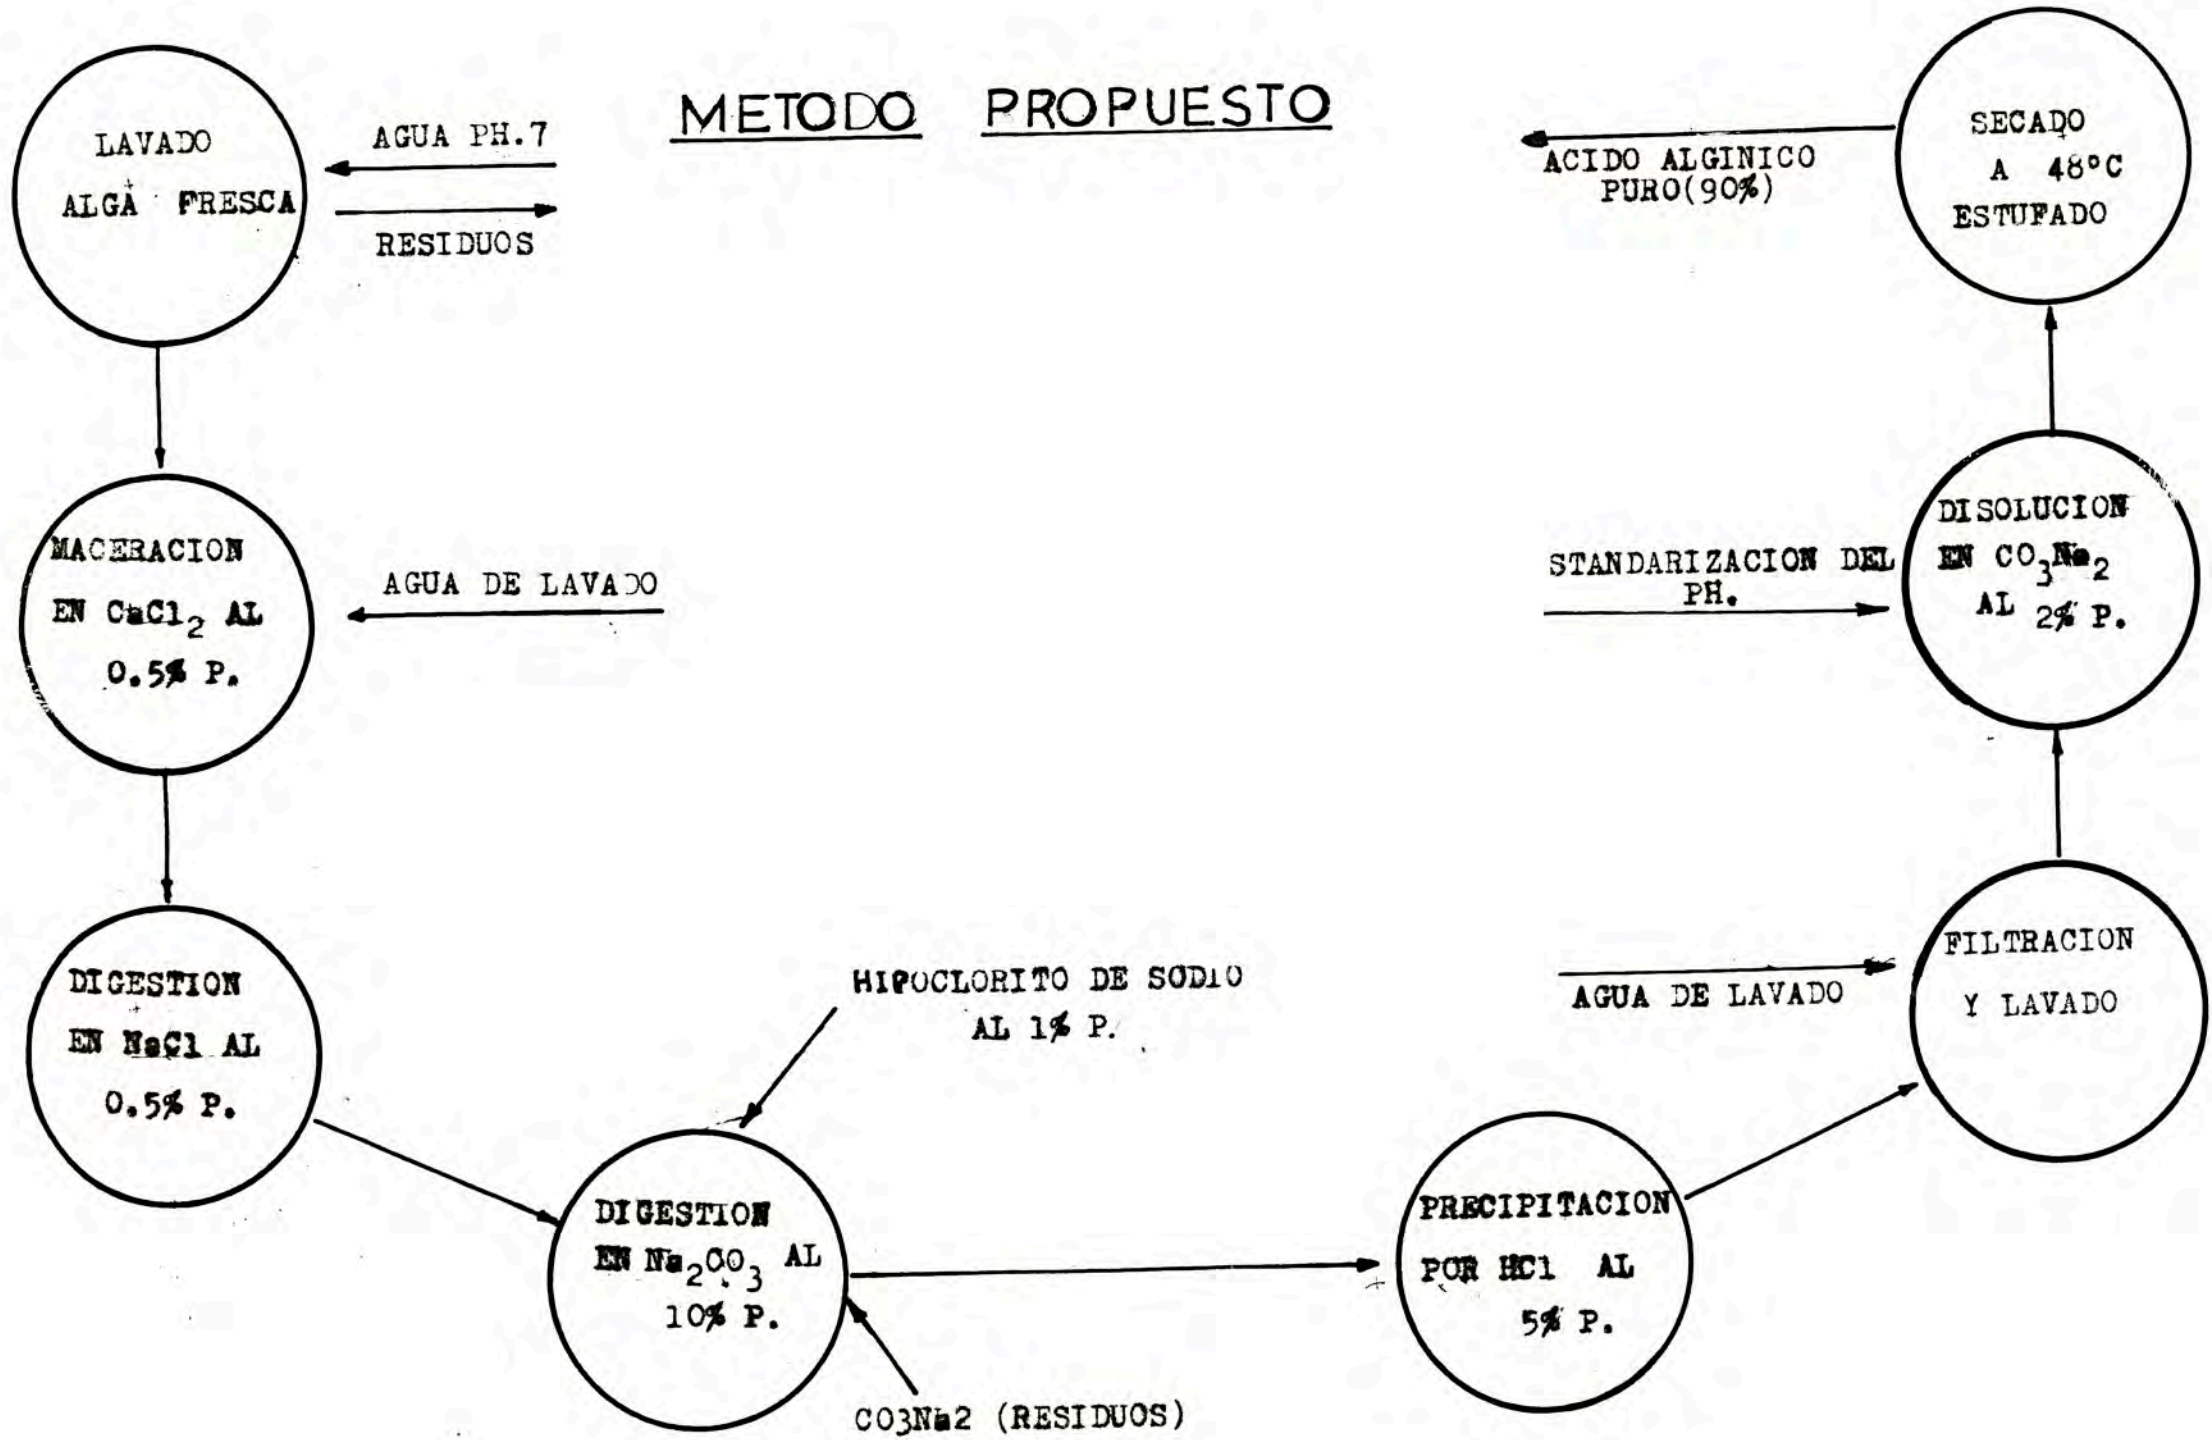 METODO PROPUESTO
LAVADO
ALGA FRESCA
AGUA PH.7
RESIDUOS
MACERACION
EN CaCl2 AL
0.5% P.
AGUA DE LAVADO
DIGESTION
EN NaCl AL
0.5% P.
HIPOCLORITO DE SODIO
AL 1% P.
DIGESTION
EN Na2CO3 AL
10% P.
CO3Na2 (RESIDUOS)
PRECIPITACION
POR HCl AL
5% P.
FILTRACION
Y LAVADO
AGUA DE LAVADO
DISOLUCION
EN CO3Na2
AL 2% P.
STANDARIZACION DEL
PH.
SECADO
A 48°C
ESTUFADO
ACIDO ALGINICO
PURO(90%)